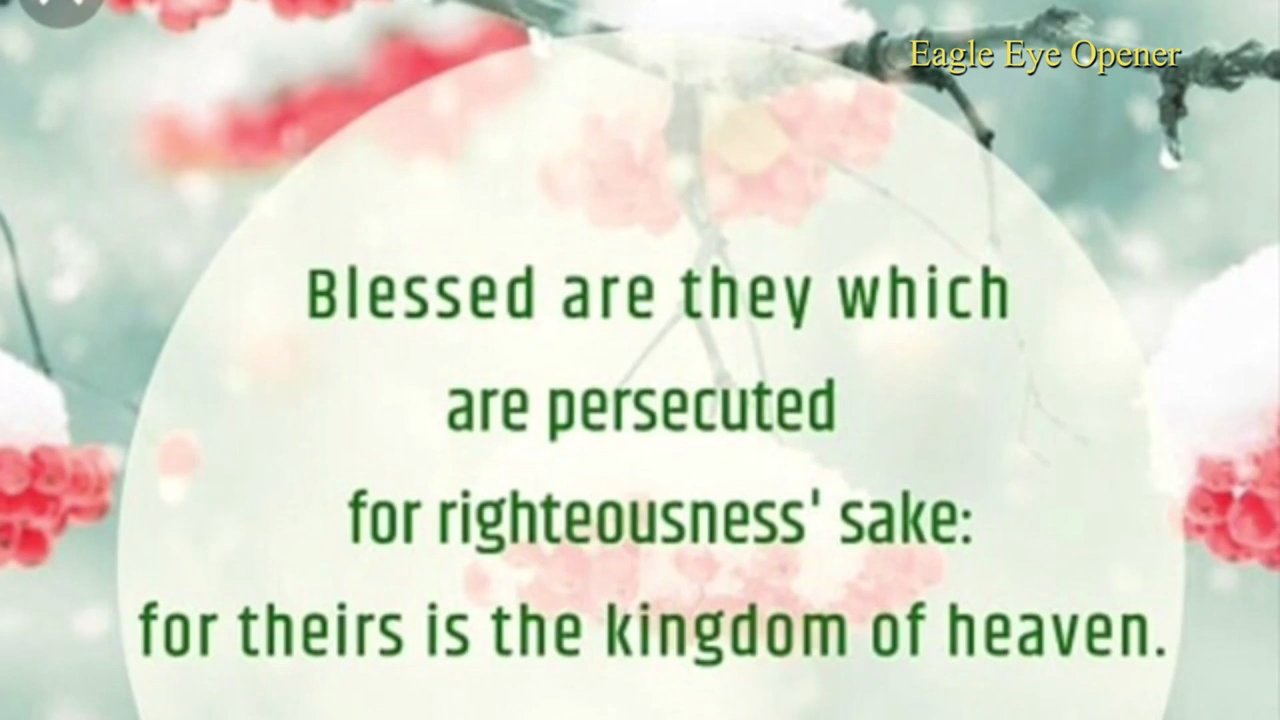 Eagle Eye Opener
Blessed are they which
are persecuted
for righteousness' sake:
for theirs is the kingdom of heaven.